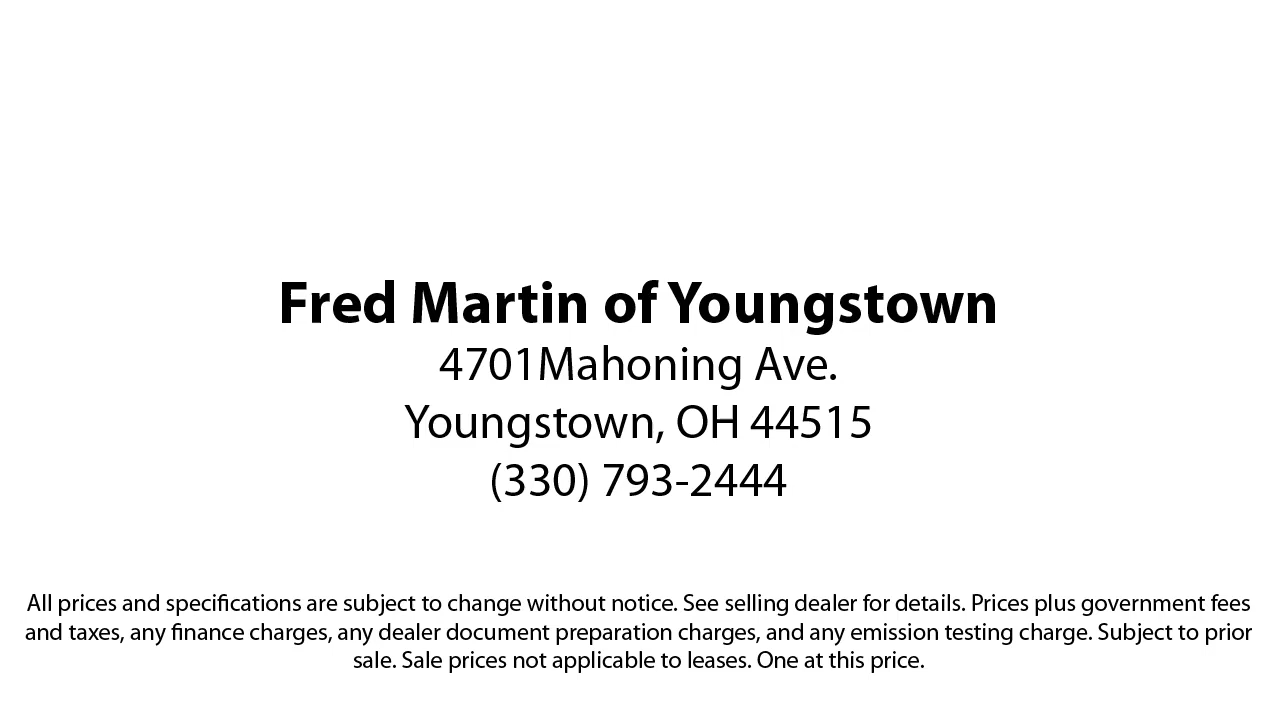 Fred Martin of Youngstown
4701Mahoning Ave.
Youngstown, OH 44515
(330) 793-2444
All prices and specifications are subject to change without notice. See selling dealer for details. Prices plus government fees
and taxes, any finance charges, any dealer document preparation charges, and any emission testing charge. Subject to prior
sale. Sale prices not applicable to leases. One at this price.